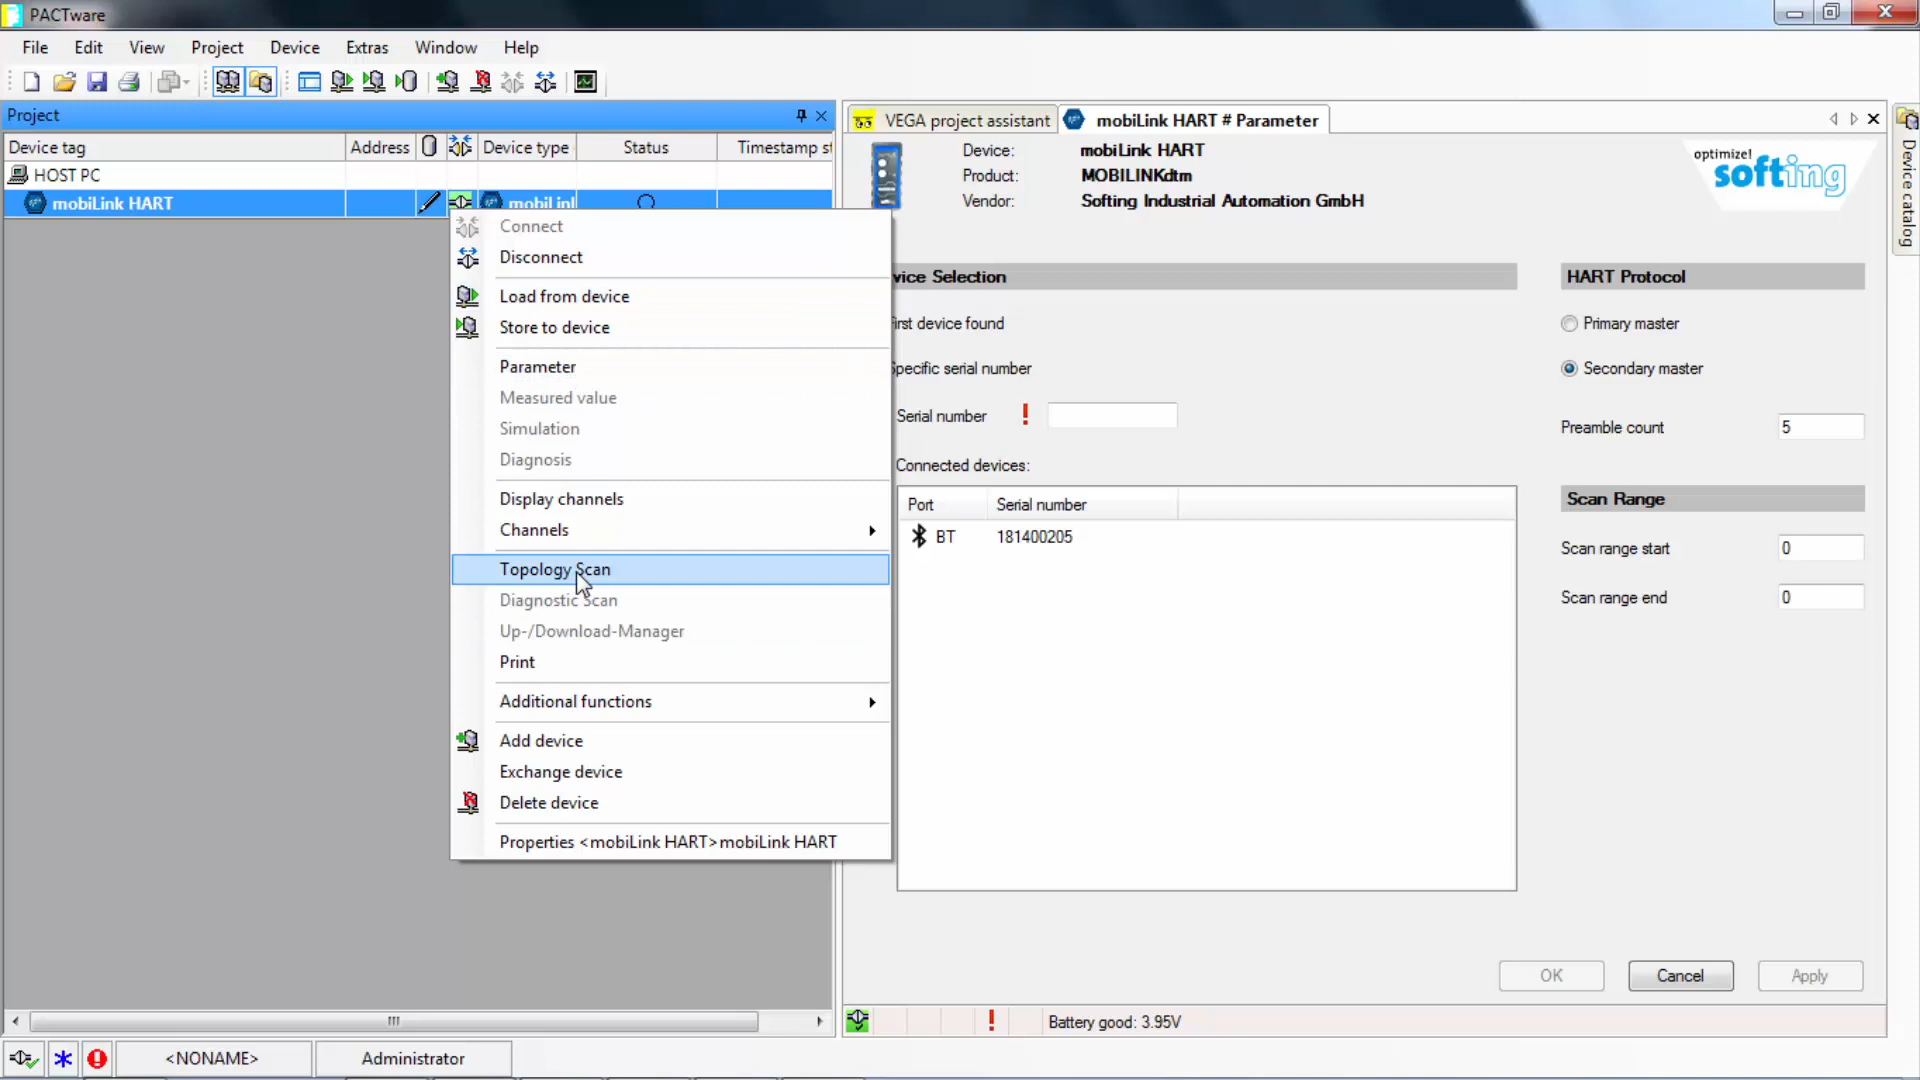 PACTware
File Edit View Project Device Extras Window Help
Project
Device tag Address Device type Status Timestamp st
HOST PC
mobiLink HART mobiLinl
Connect
Disconnect
Load from device
Store to device
Parameter
Measured value
Simulation
Diagnosis
Display channels
Channels
Topology Scan
Diagnostic Scan
Up-/Download-Manager
Print
Additional functions
Add device
Exchange device
Delete device
Properties <mobiLink HART>mobiLink HART
VEGA project assistant mobiLink HART # Parameter
Device: mobiLink HART
Product: MOBILINKdtm
Vendor: Softing Industrial Automation GmbH
optimize!
softing
Device catalog
vice Selection
irst device found
pecific serial number
Serial number !
Connected devices:
Port Serial number
BT 181400205
HART Protocol
Primary master
Secondary master
Preamble count 5
Scan Range
Scan range start 0
Scan range end 0
OK Cancel Apply
! Battery good: 3.95V
<NONAME> Administrator